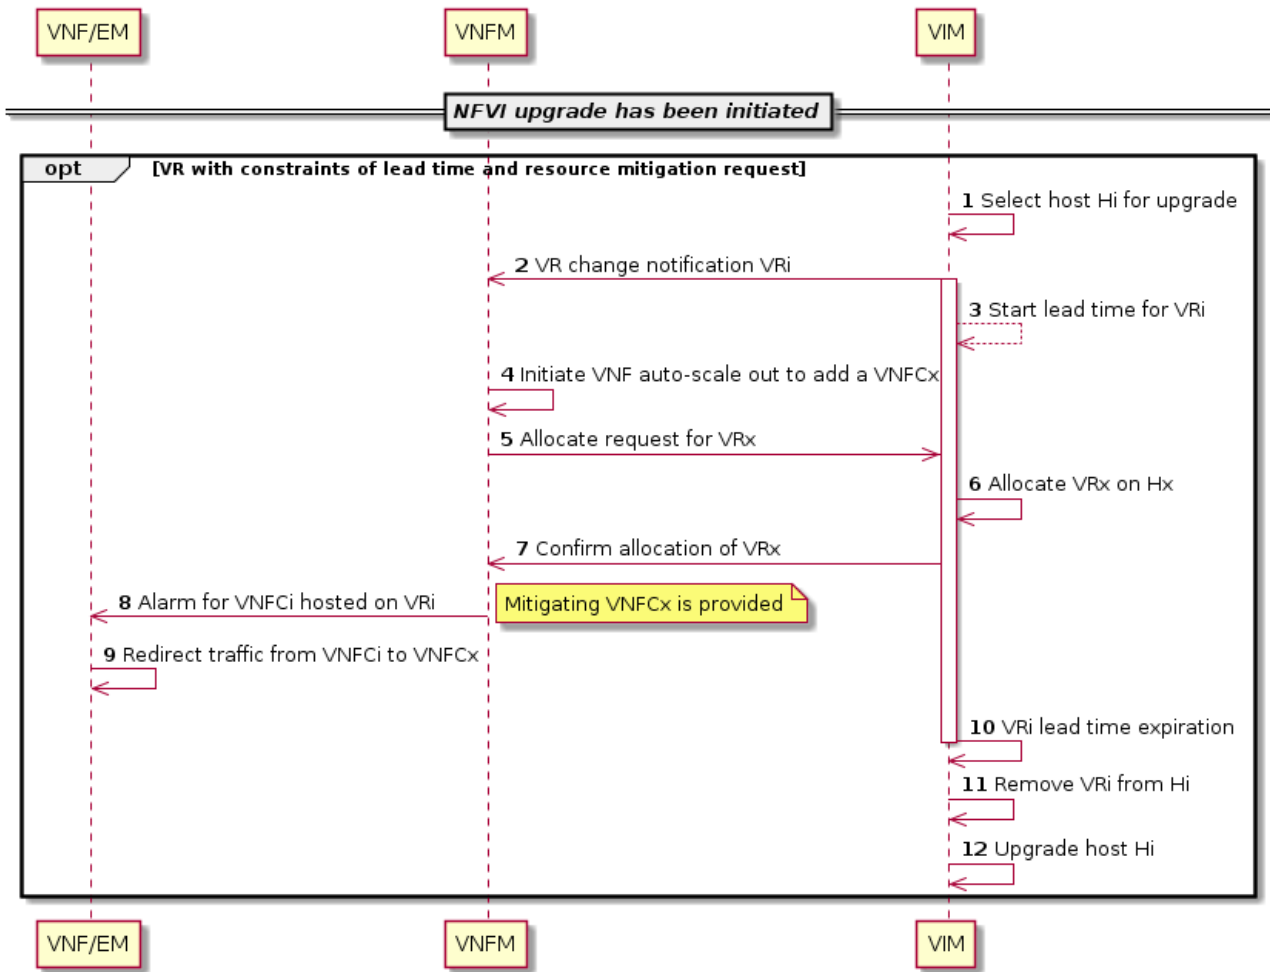 VNF/EM
VNFM
VIM
NFVI upgrade has been initiated
opt
[VR with constraints of lead time and resource mitigation request]
1 Select host Hi for upgrade
2 VR change notification VRi
3 Start lead time for VRi
4 Initiate VNF auto-scale out to add a VNFCx
5 Allocate request for VRx
6 Allocate VRx on Hx
7 Confirm allocation of VRx
8 Alarm for VNFCi hosted on VRi
Mitigating VNFCx is provided
9 Redirect traffic from VNFCi to VNFCx
10 VRi lead time expiration
11 Remove VRi from Hi
12 Upgrade host Hi
VNF/EM
VNFM
VIM